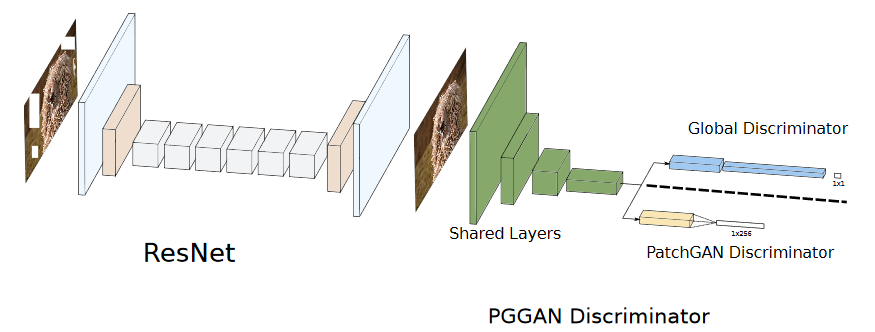 Global Discriminator
1x1
Shared Layers
1x256
ResNet
PatchGAN Discriminator
PGGAN Discriminator